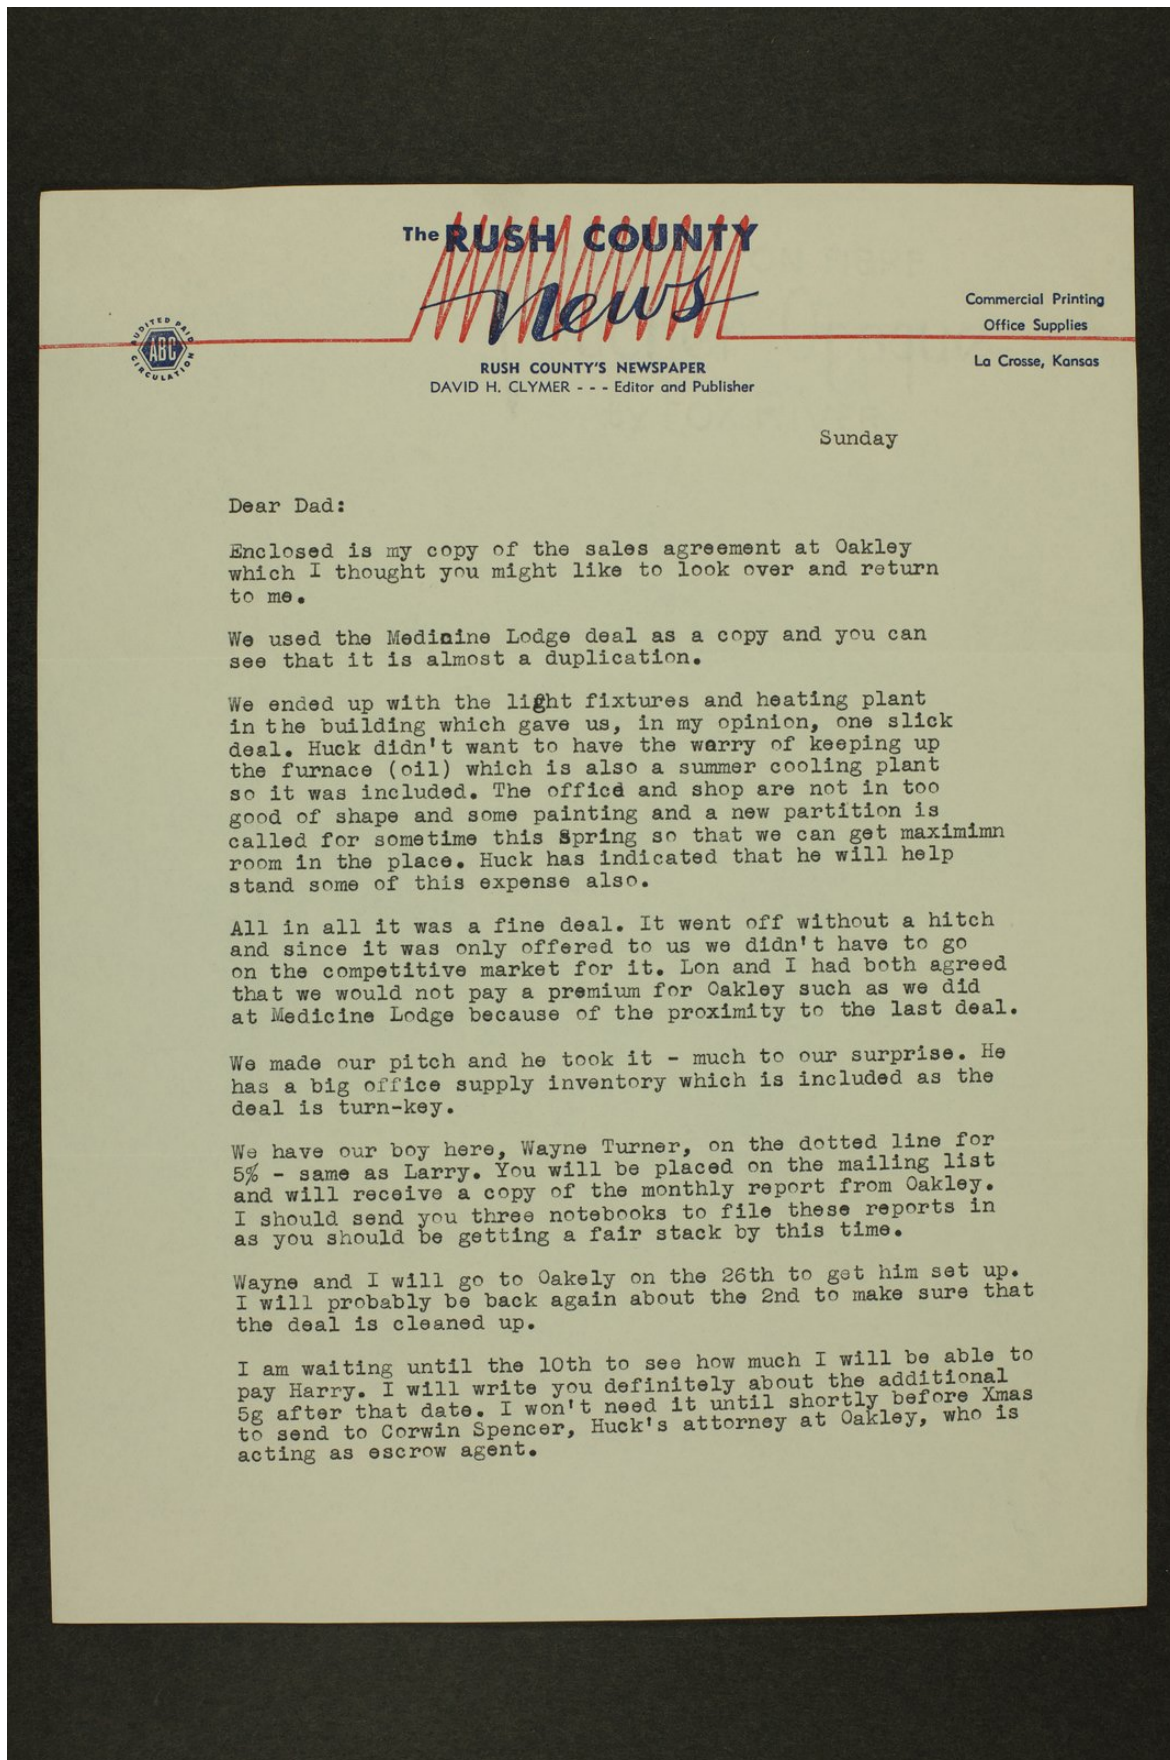 The RUSH COUNTY
News
Commercial Printing
Office Supplies
La Crosse, Kansas
AUDITED PAID
ABC
CIRCULATION
RUSH COUNTY'S NEWSPAPER
DAVID H. CLYMER - - - Editor and Publisher
Sunday
Dear Dad:
Enclosed is my copy of the sales agreement at Oakley
which I thought you might like to look over and return
to me.
We used the Medicine Lodge deal as a copy and you can
see that it is almost a duplication.
We ended up with the light fixtures and heating plant
in the building which gave us, in my opinion, one slick
deal. Huck didn't want to have the worry of keeping up
the furnace (oil) which is also a summer cooling plant
so it was included. The office and shop are not in too
good of shape and some painting and a new partition is
called for sometime this Spring so that we can get maximimn
room in the place. Huck has indicated that he will help
stand some of this expense also.
All in all it was a fine deal. It went off without a hitch
and since it was only offered to us we didn't have to go
on the competitive market for it. Lon and I had both agreed
that we would not pay a premium for Oakley such as we did
at Medicine Lodge because of the proximity to the last deal.
We made our pitch and he took it - much to our surprise. He
has a big office supply inventory which is included as the
deal is turn-key.
We have our boy here, Wayne Turner, on the dotted line for
5% - same as Larry. You will be placed on the mailing list
and will receive a copy of the monthly report from Oakley.
I should send you three notebooks to file these reports in
as you should be getting a fair stack by this time.
Wayne and I will go to Oakely on the 26th to get him set up.
I will probably be back again about the 2nd to make sure that
the deal is cleaned up.
I am waiting until the 10th to see how much I will be able to
pay Harry. I will write you definitely about the additional
5g after that date. I won't need it until shortly before Xmas
to send to Corwin Spencer, Huck's attorney at Oakley, who is
acting as escrow agent.